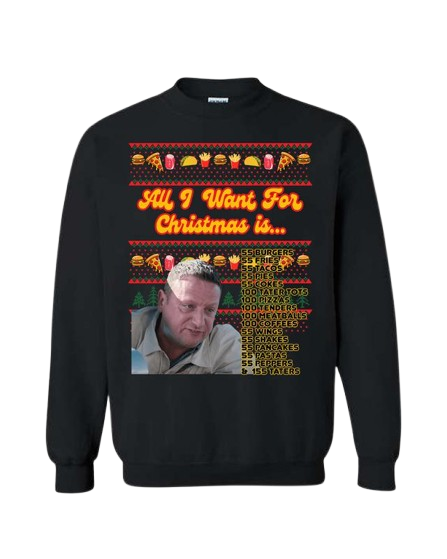 All I Want For
Christmas is...
55 BURGERS
55 FRIES
55 TACOS
55 PIES
55 COKES
100 TATER TOTS
100 PIZZAS
100 TENDERS
100 MEATBALLS
100 COFFEES
55 WINGS
55 SHAKES
55 PANCAKES
55 PASTAS
55 PEPPERS
& 155 TATERS